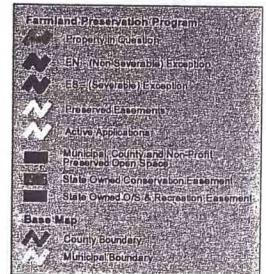 Farmland Preservation Program
Property in Question
EN - (Non-Severable) Exception
ES - (Severable) Exception
Preserved Easements
Active Applications
Municipal, County and Non-Profit
Preserved Open Space
State Owned Conservation Easement
State Owned O/S & Recreation Easement
Base Map
County Boundary
Municipal Boundary